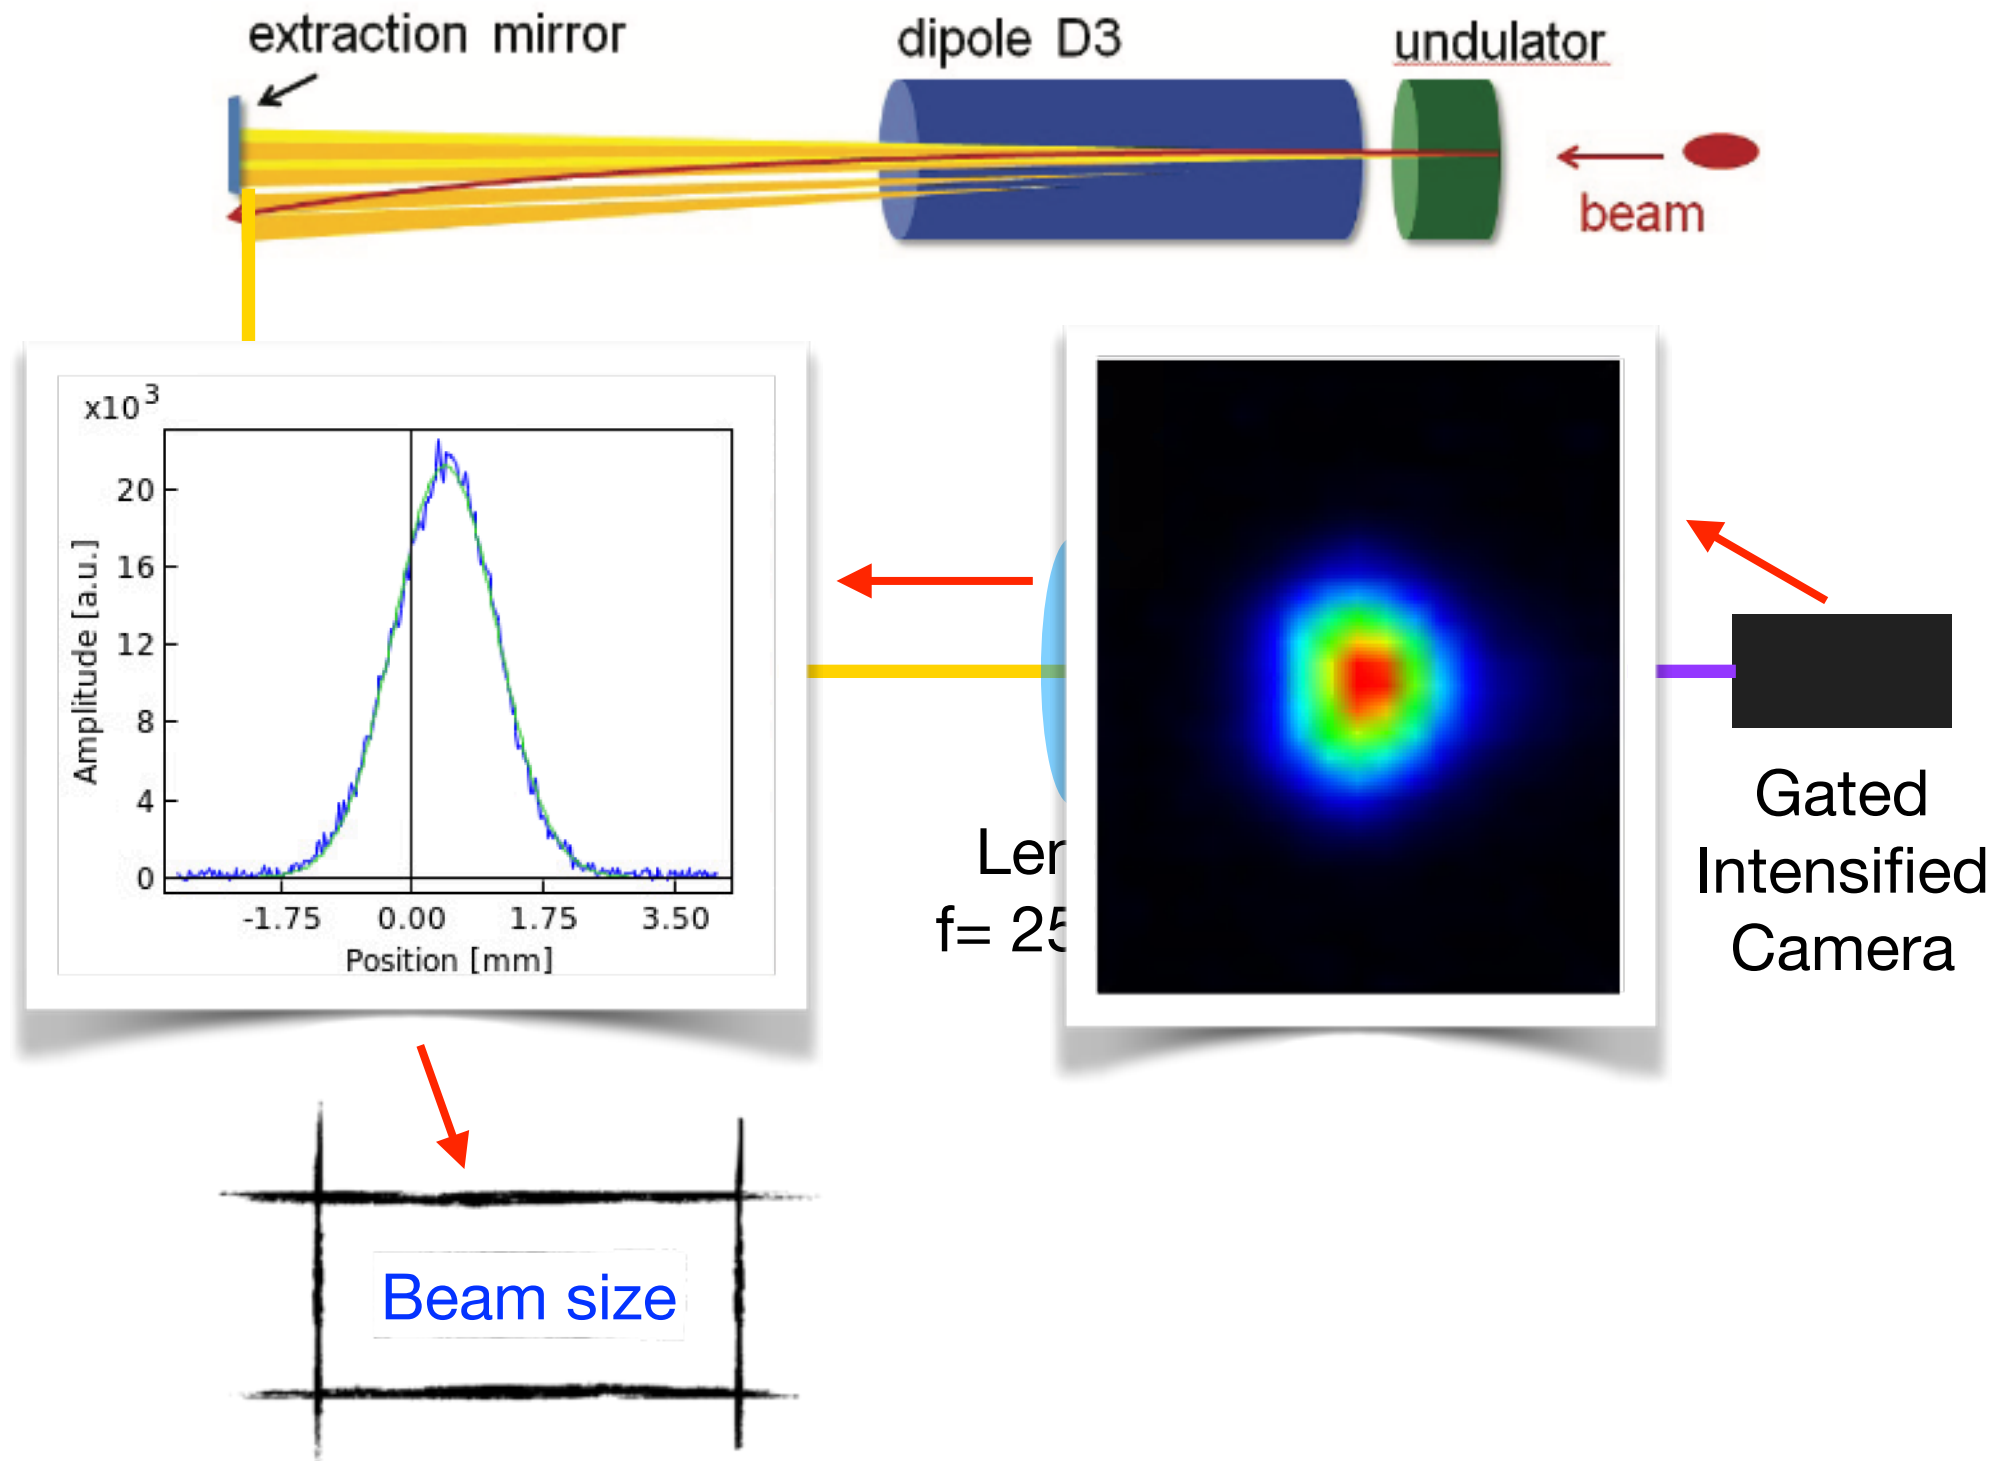 extraction mirror
dipole D3
undulator
beam
x10 3
20
16
12
8
4
0
Amplitude [a.u.]
-1.75 0.00 1.75 3.50
Position [mm]
f= 25
Gated
Intensified
Camera
Beam size